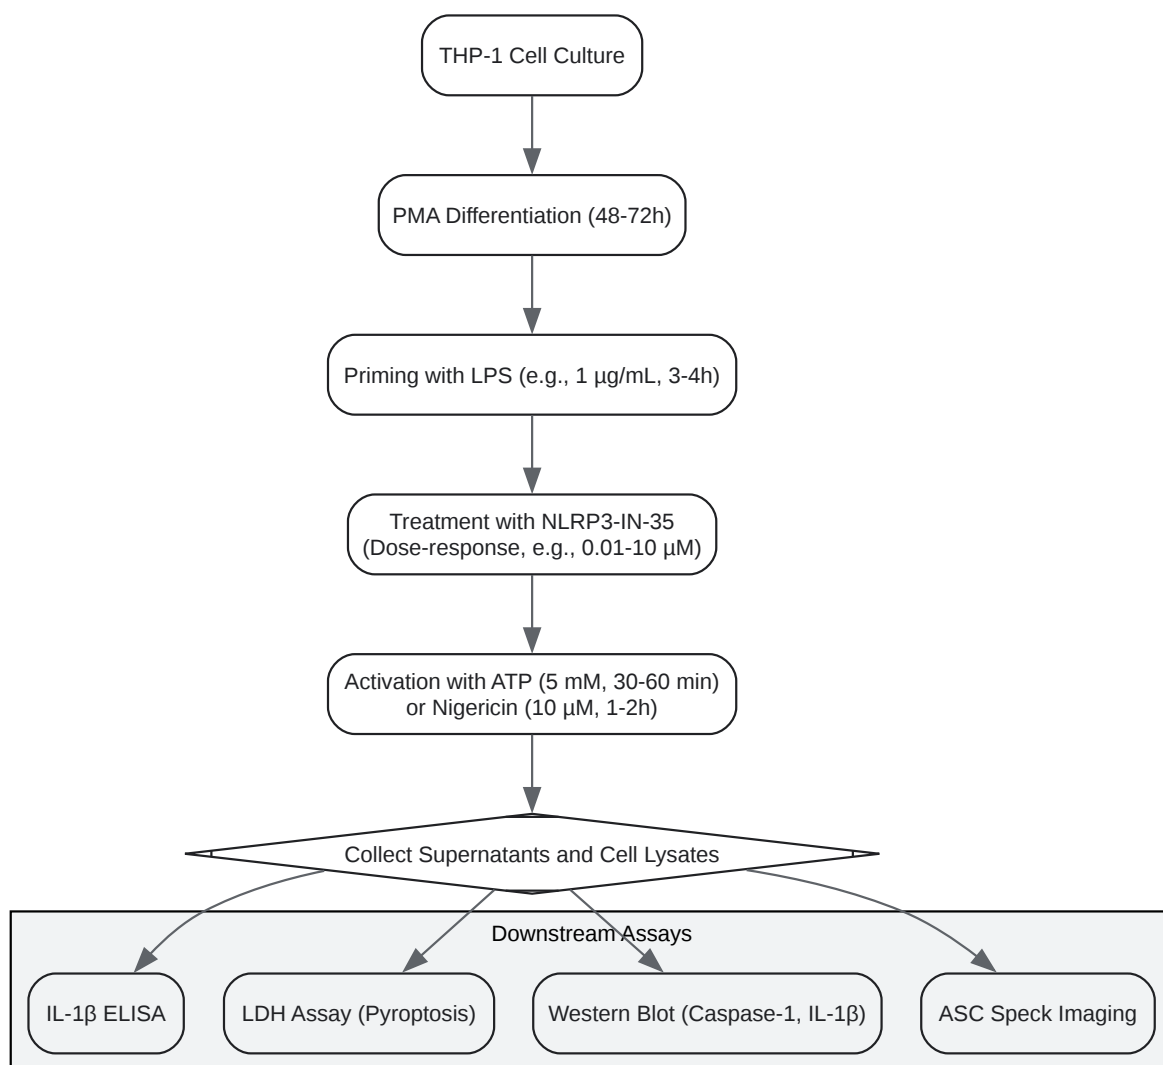 THP-1 Cell Culture
PMA Differentiation (48-72h)
Priming with LPS (e.g., 1 µg/mL, 3-4h)
Treatment with NLRP3-IN-35
(Dose-response, e.g., 0.01-10 µM)
Activation with ATP (5 mM, 30-60 min)
or Nigericin (10 µM, 1-2h)
Collect Supernatants and Cell Lysates
Downstream Assays
IL-1β ELISA
LDH Assay (Pyroptosis)
Western Blot (Caspase-1, IL-1β)
ASC Speck Imaging